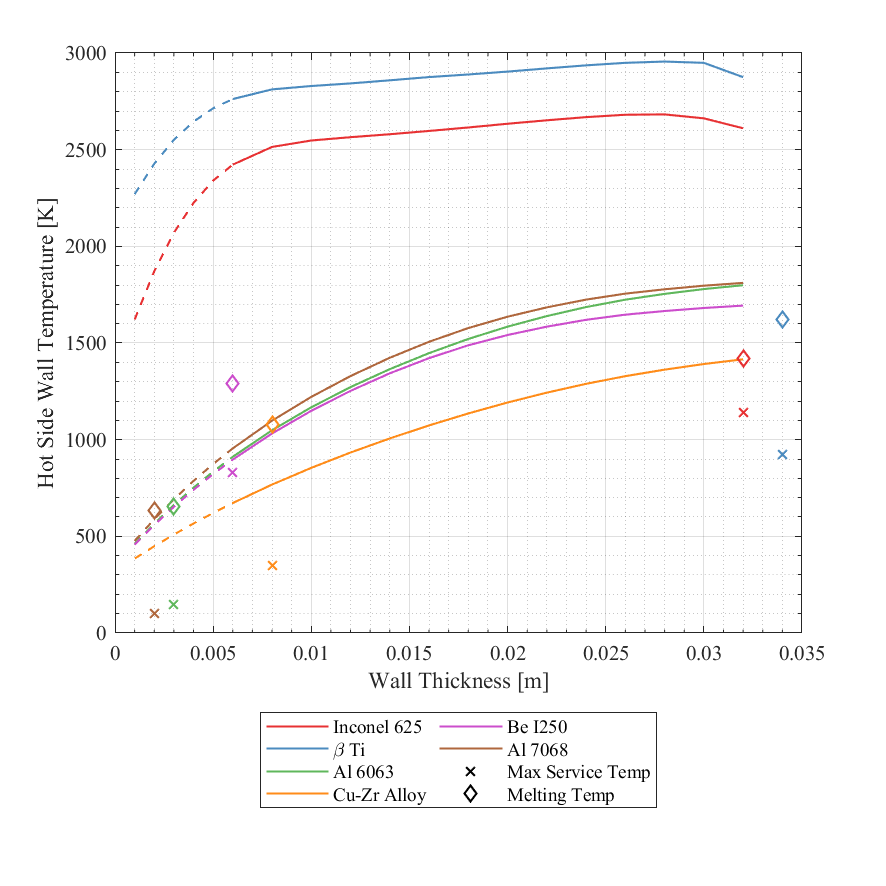 3000
2500
2000
1500
1000
500
0
Hot Side Wall Temperature [K]
0 0.005 0.01 0.015 0.02 0.025 0.03 0.035
Wall Thickness [m]
Inconel 625 Be I250
β Ti Al 7068
Al 6063 Max Service Temp
Cu-Zr Alloy Melting Temp